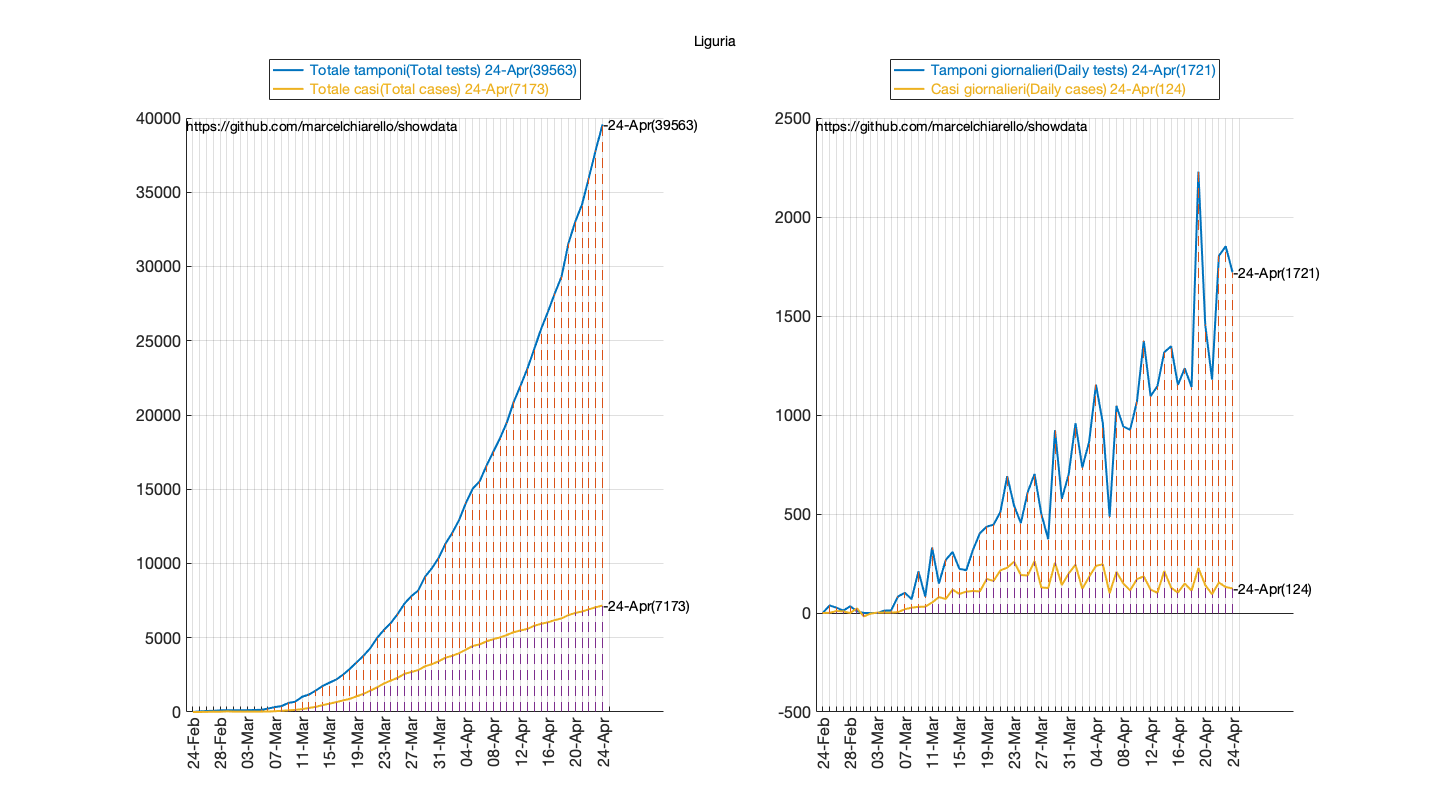 Liguria
Totale tamponi(Total tests) 24-Apr(39563)
Totale casi(Total cases) 24-Apr(7173)
40000
35000
30000
25000
20000
15000
10000
5000
0
https://github.com/marcelchiarello/showdata
-24-Apr(39563)
-24-Apr(7173)
24-Feb
28-Feb
03-Mar
07-Mar
11-Mar
15-Mar
19-Mar
23-Mar
27-Mar
31-Mar
04-Apr
08-Apr
12-Apr
16-Apr
20-Apr
24-Apr
Tamponi giornalieri(Daily tests) 24-Apr(1721)
Casi giornalieri(Daily cases) 24-Apr(124)
2500
2000
1500
1000
500
0
-500
https://github.com/marcelchiarello/showdata
-24-Apr(1721)
-24-Apr(124)
24-Feb
28-Feb
03-Mar
07-Mar
11-Mar
15-Mar
19-Mar
23-Mar
27-Mar
31-Mar
04-Apr
08-Apr
12-Apr
16-Apr
20-Apr
24-Apr